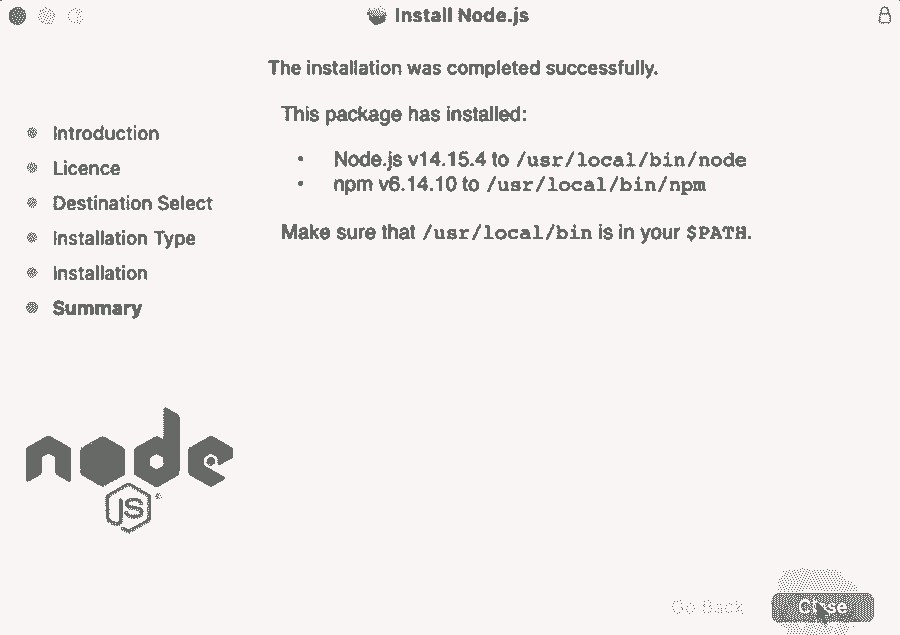 Install Node.js
The installation was completed successfully.
This package has installed:
• Node.js v14.15.4 to /usr/local/bin/node
• npm v6.14.10 to /usr/local/bin/npm
Make sure that /usr/local/bin is in your $PATH.
Introduction
Licence
Destination Select
Installation Type
Installation
Summary
node
JS
Go Back
Close